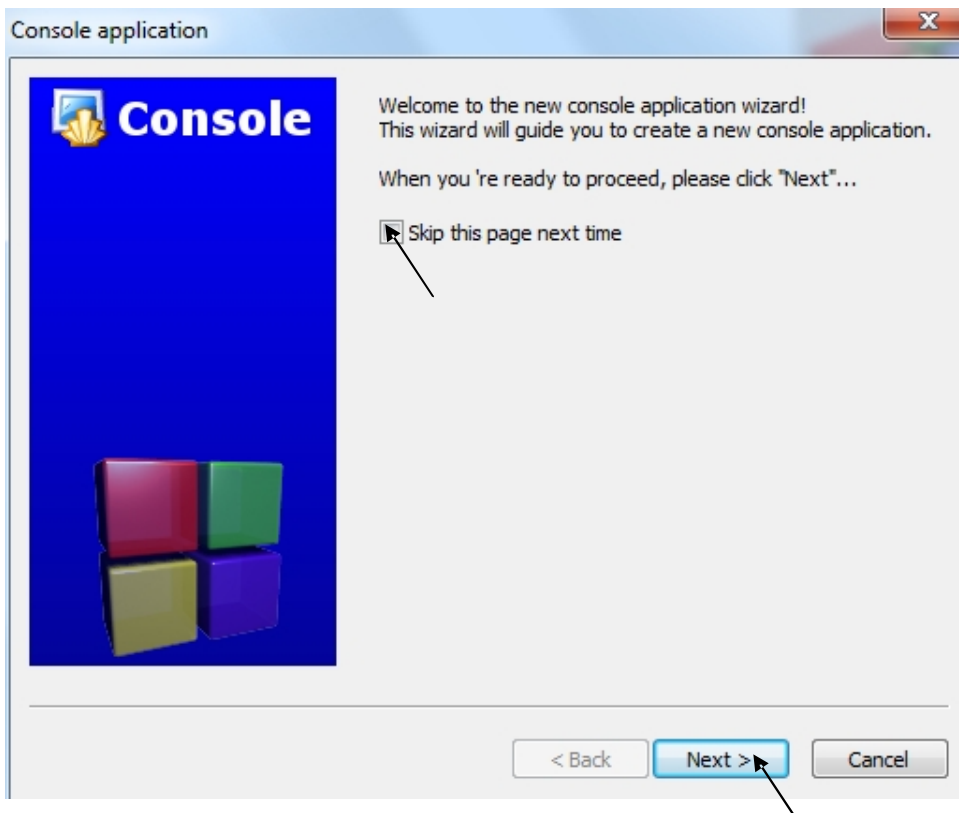 Console application
Console
Welcome to the new console application wizard!
This wizard will guide you to create a new console application.
When you 're ready to proceed, please click "Next"...
Skip this page next time
< Back
Next >
Cancel